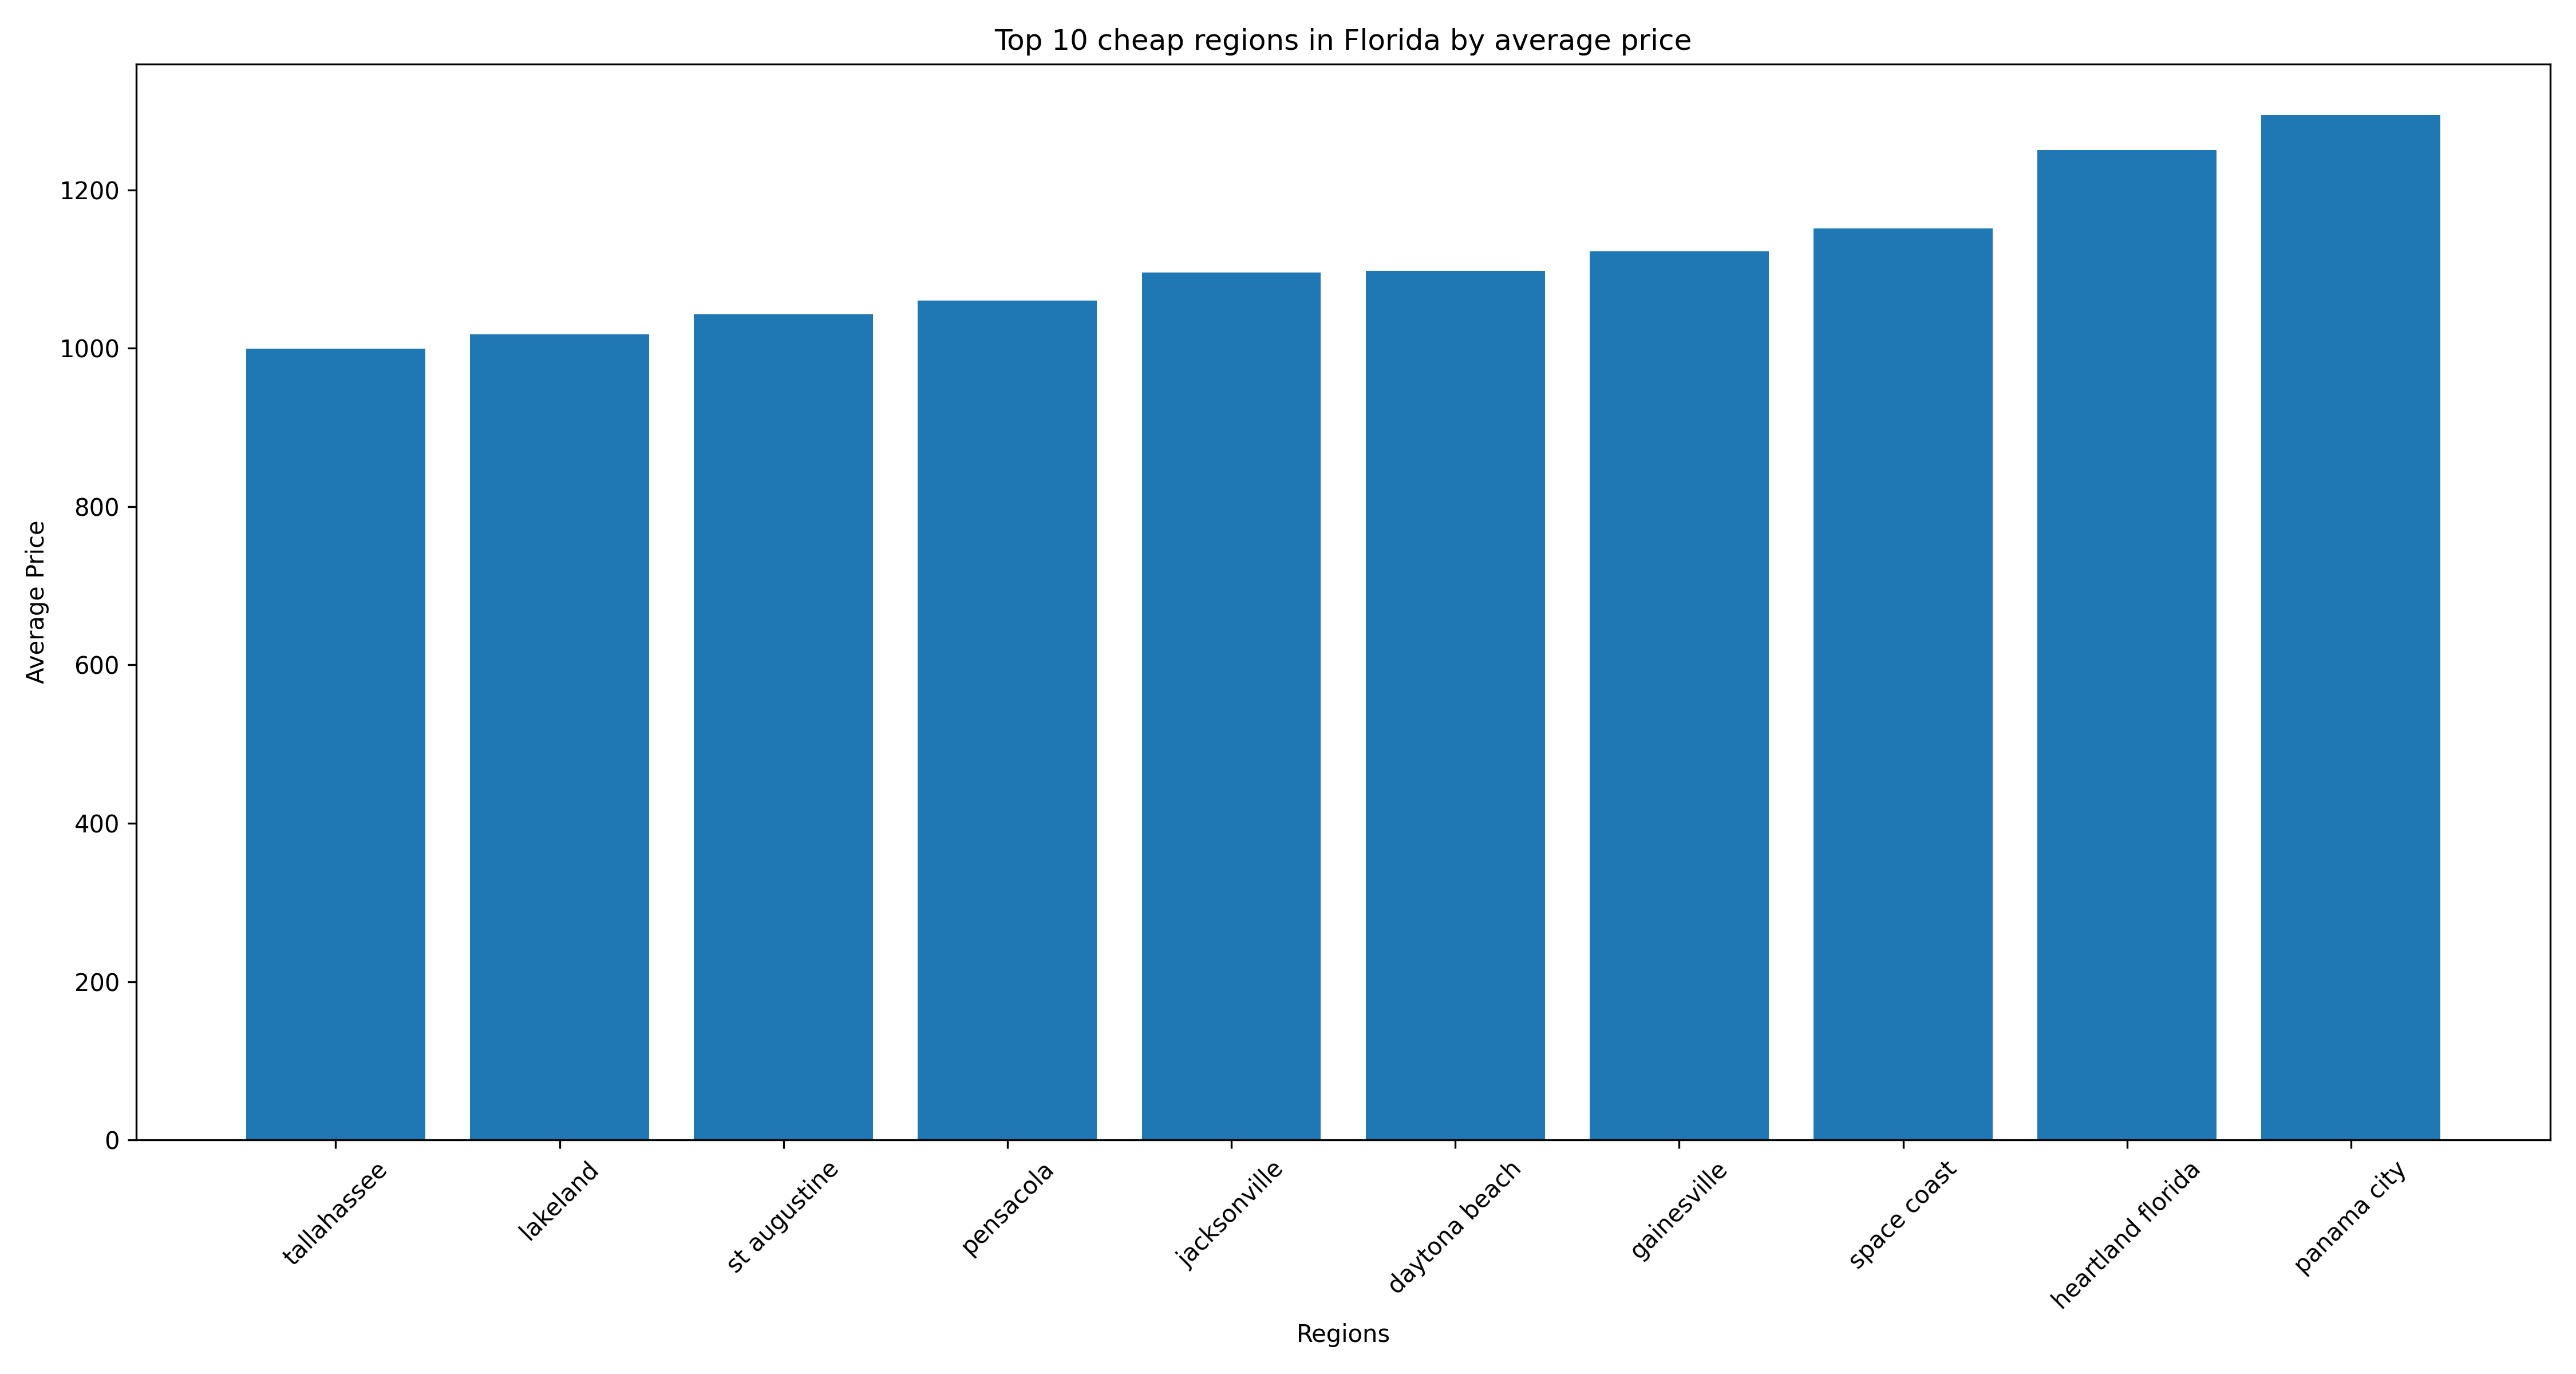 Top 10 cheap regions in Florida by average price
Average Price
1200
1000
800
600
400
200
0
tallahassee
lakeland
st augustine
pensacola
jacksonville
daytona beach
gainesville
space coast
heartland florida
panama city
Regions